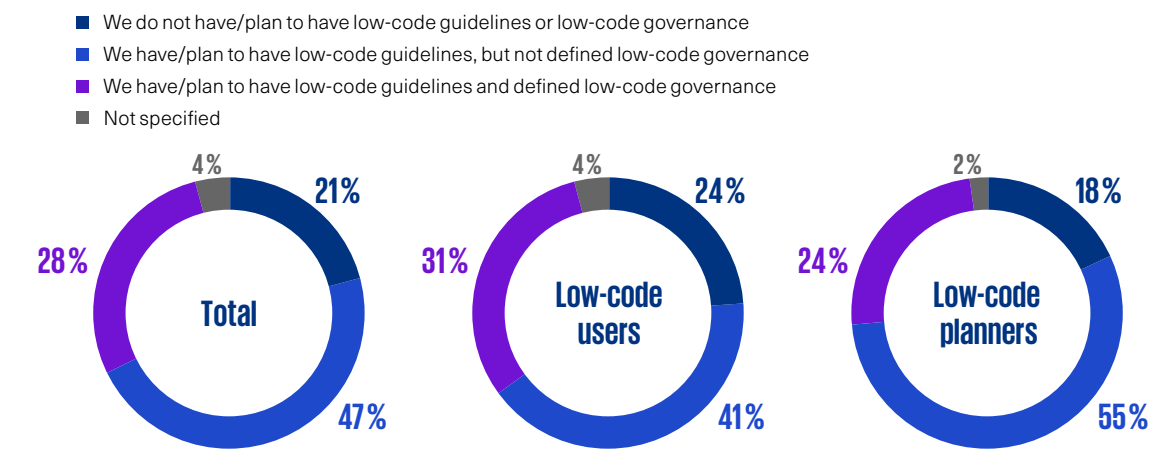 We do not have/plan to have low-code guidelines or low-code governance
We have/plan to have low-code guidelines, but not defined low-code governance
We have/plan to have low-code guidelines and defined low-code governance
Not specified
4%
21%
28%
Total
47%
4%
24%
31%
Low-code
users
41%
2%
18%
24%
Low-code
planners
55%